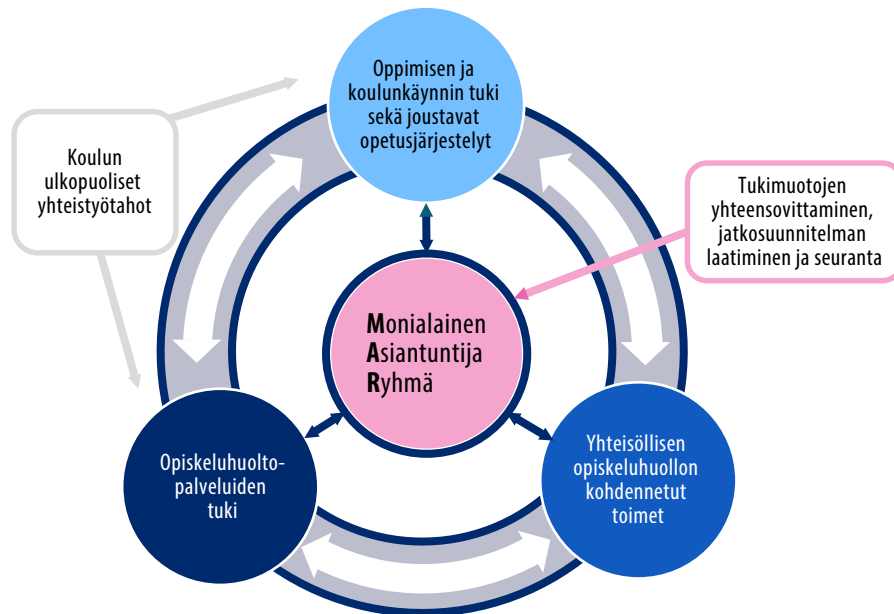 Oppimisen ja
koulunkäynnin tuki
sekä joustavat
opetusjärjestelyt
Koulun
ulkopuoliset
yhteistyötahot
Tukimuotojen
yhteensovittaminen,
jatkosuunnitelman
laatiminen ja seuranta
Monialainen
Asiantuntija
Ryhmä
Opiskeluhuolto-
palveluiden
tuki
Yhteisöllisen
opiskeluhuollon
kohdennetut
toimet